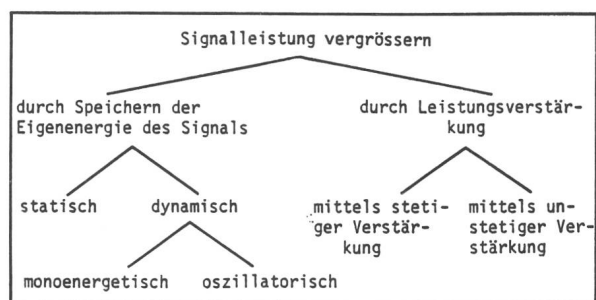 Signalleistung vergrössern
durch Speichern der
Eigenenergie des Signals
durch Leistungsverstär-
kung
statisch
dynamisch
mittels steti-
ger Verstär-
kung
mittels un-
stetiger Ver-
stärkung
monoenergetisch
oszillatorisch